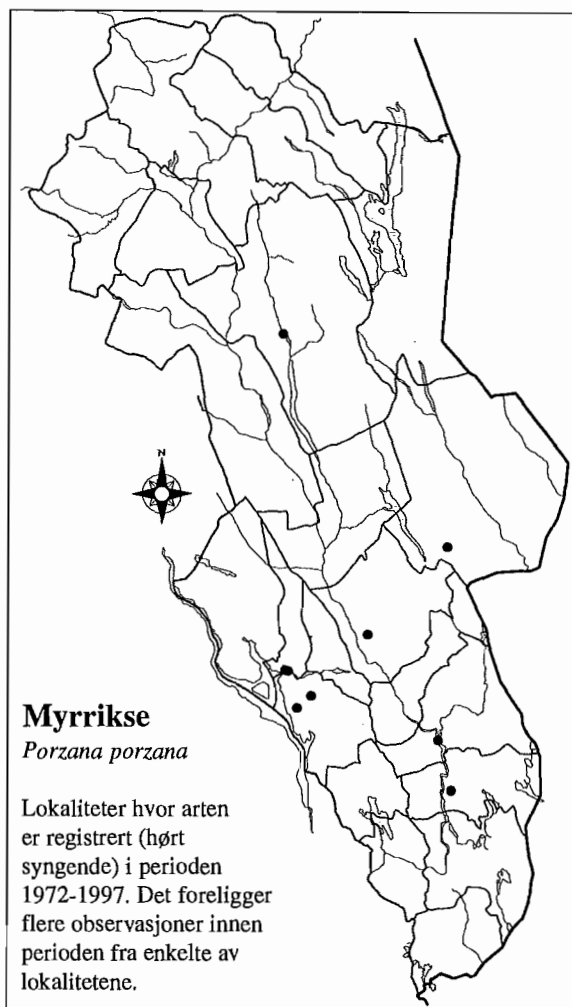 N
Myrrikse
Porzana porzana
Lokaliteter hvor arten
er registrert (hørt
syngende) i perioden
1972-1997. Det foreligger
flere observasjoner innen
perioden fra enkelte av
lokalitetene.